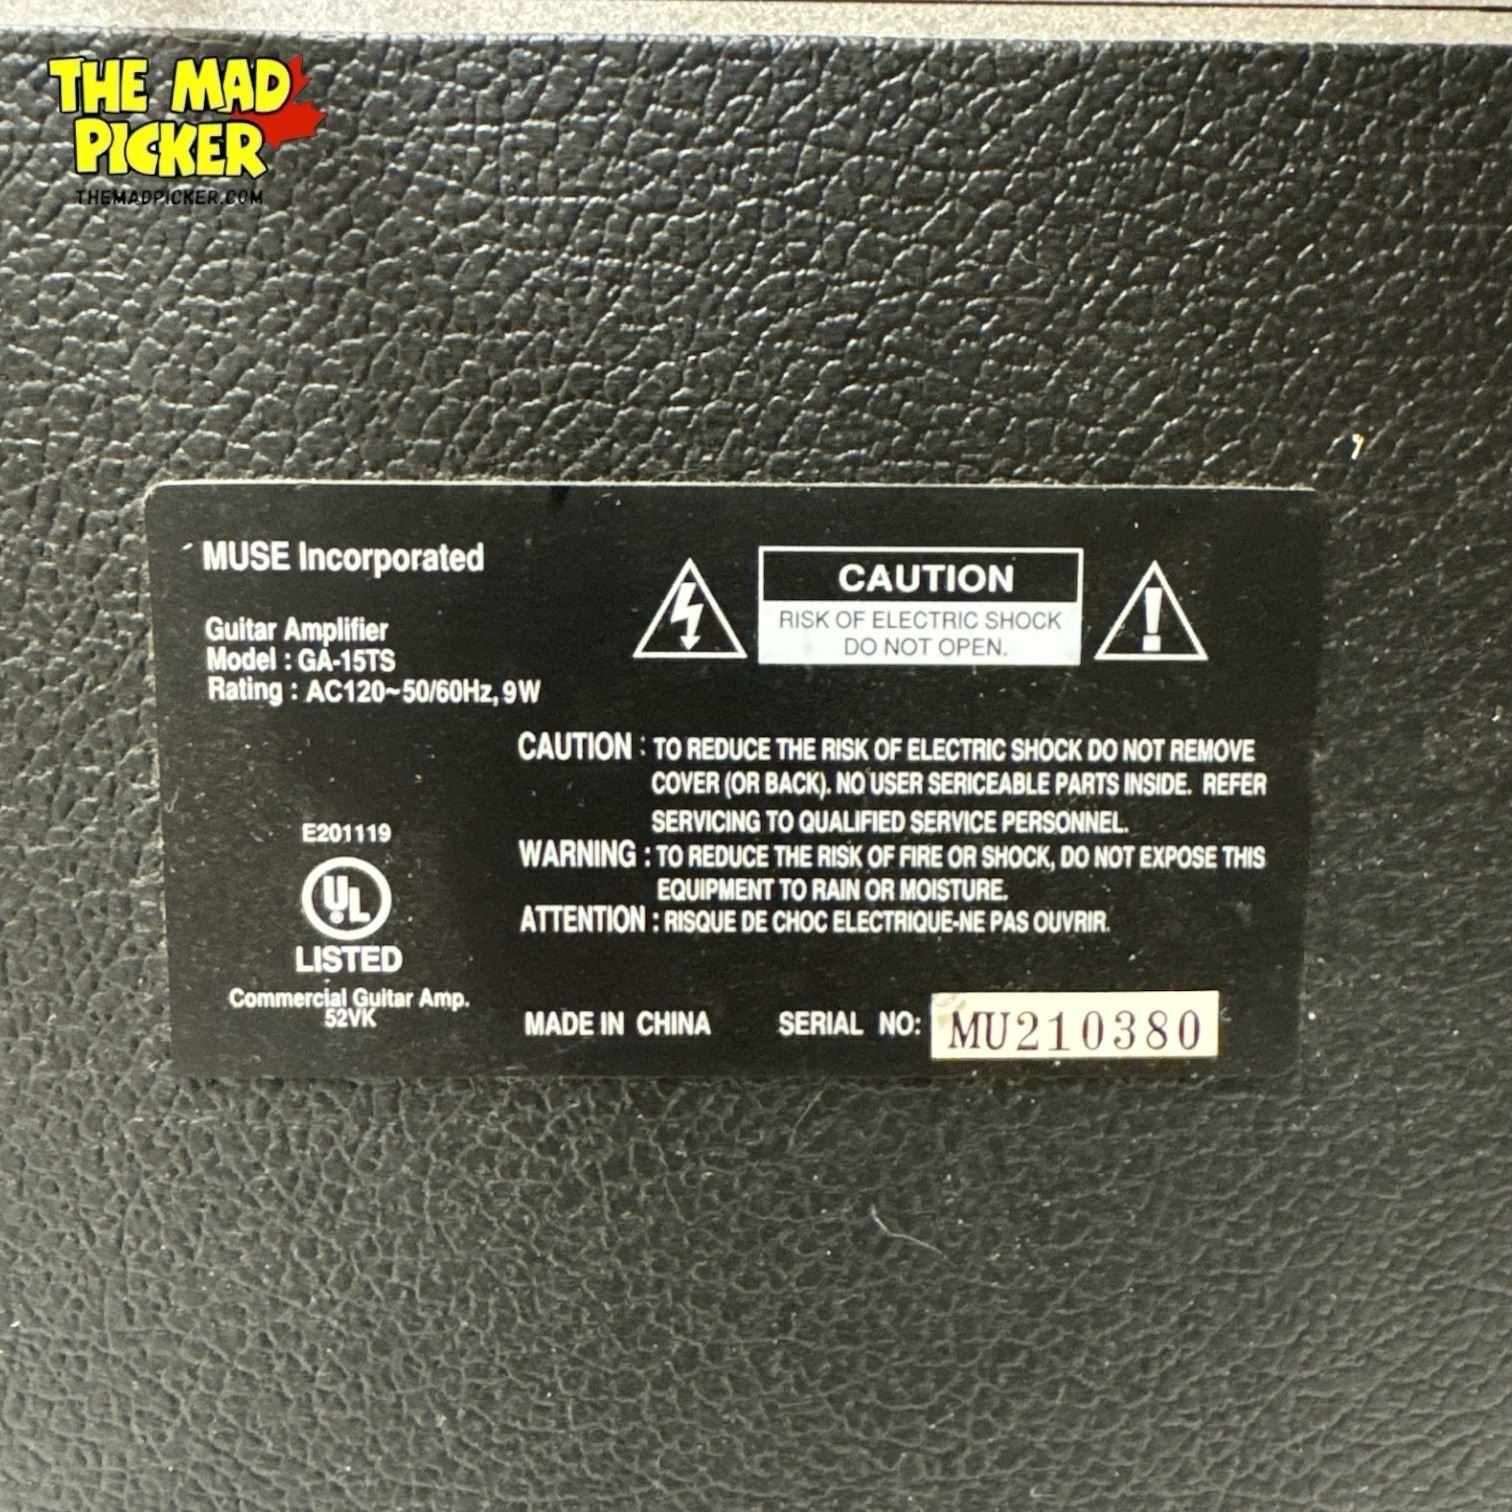 THE MAD
PICKER
THEMADPICKER.COM
MUSE Incorporated
Guitar Amplifier
Model : GA-15TS
Rating : AC120~50/60Hz, 9W
CAUTION
RISK OF ELECTRIC SHOCK
DO NOT OPEN.
CAUTION : TO REDUCE THE RISK OF ELECTRIC SHOCK DO NOT REMOVE
COVER (OR BACK). NO USER SERICEABLE PARTS INSIDE. REFER
SERVICING TO QUALIFIED SERVICE PERSONNEL.
WARNING : TO REDUCE THE RISK OF FIRE OR SHOCK, DO NOT EXPOSE THIS
EQUIPMENT TO RAIN OR MOISTURE.
ATTENTION : RISQUE DE CHOC ELECTRIQUE-NE PAS OUVRIR.
E201119
UL
LISTED
Commercial Guitar Amp.
52VK
MADE IN CHINA SERIAL NO: MU210380